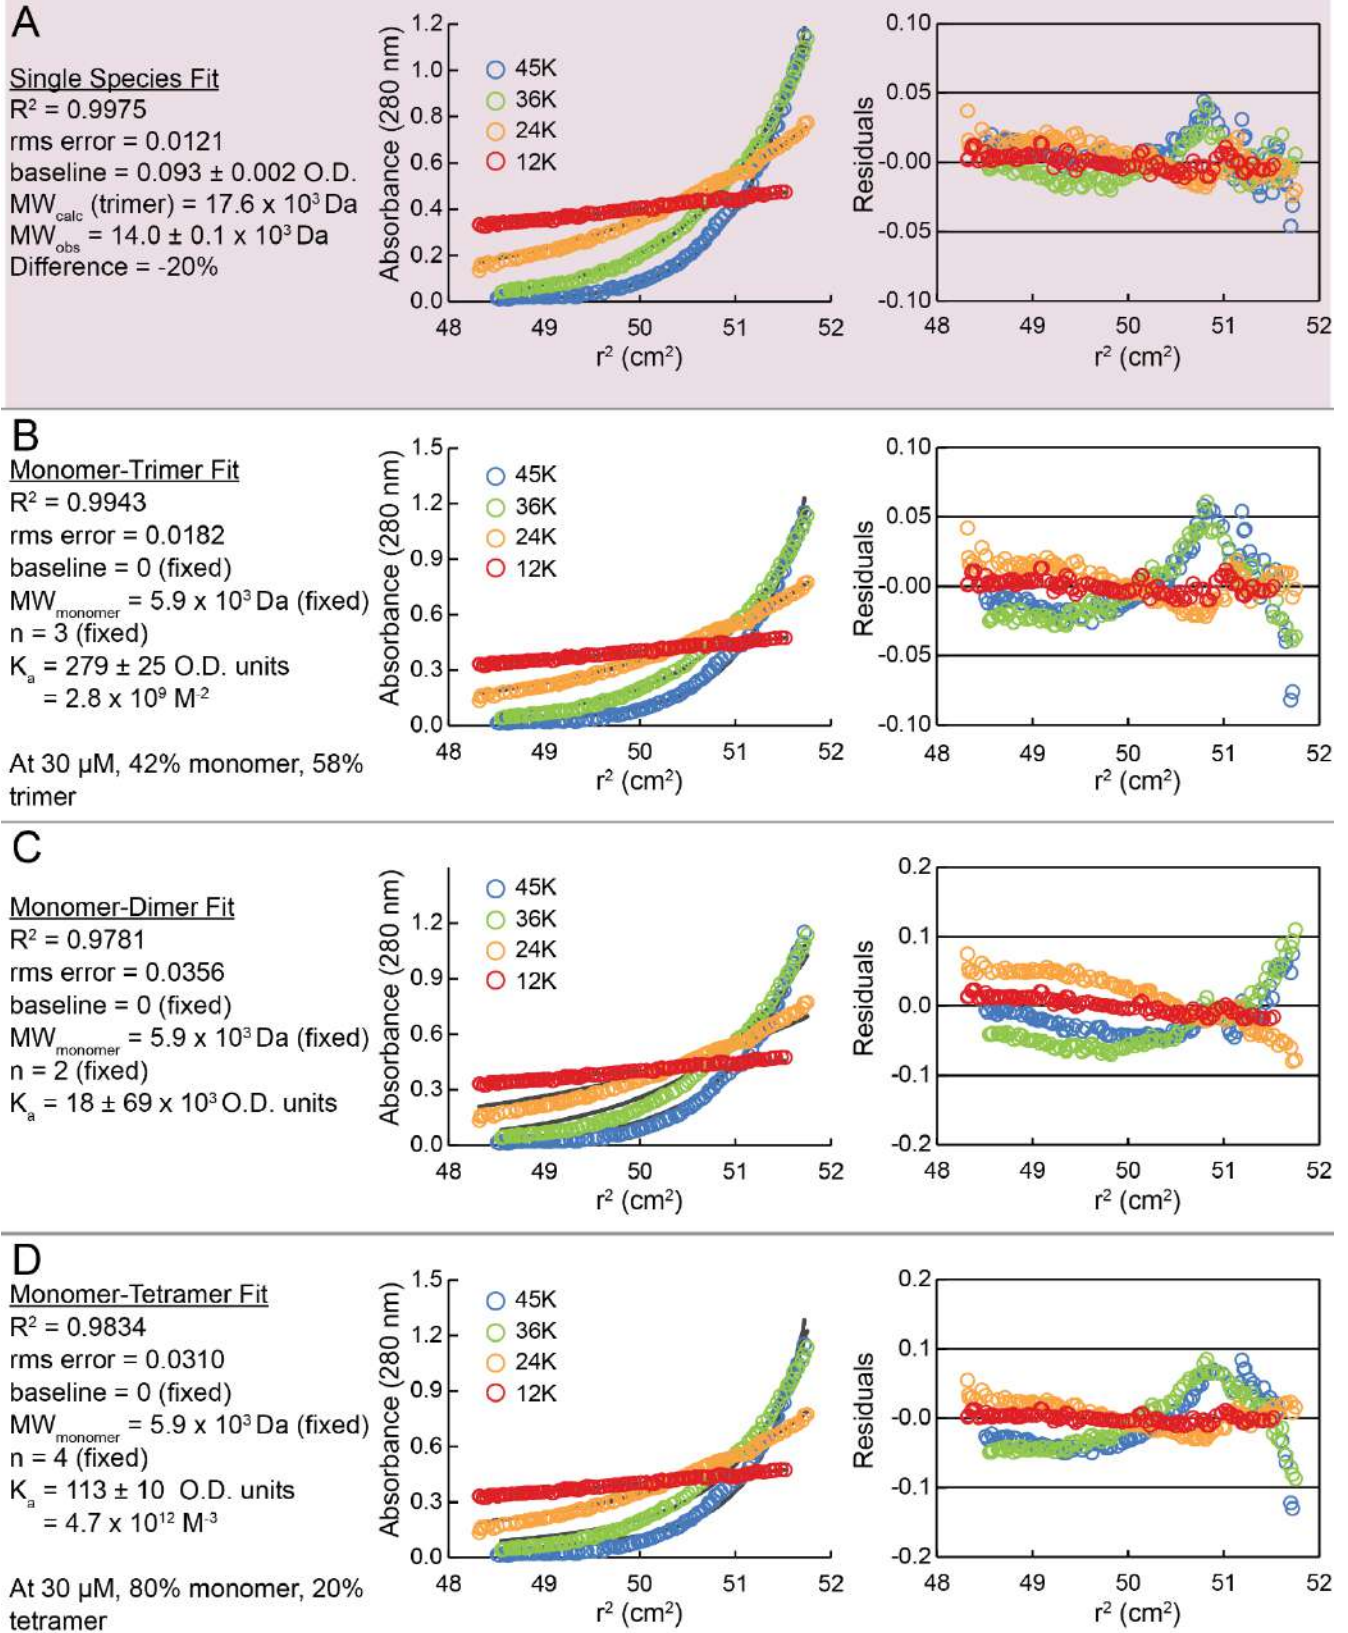 A
Single Species Fit
R² = 0.9975
rms error = 0.0121
baseline = 0.093 ± 0.002 O.D.
MWcalc (trimer) = 17.6 x 10³ Da
MWobs = 14.0 ± 0.1 x 10³ Da
Difference = -20%
Absorbance (280 nm)
1.2
1.0
0.8
0.6
0.4
0.2
0.0
45K
36K
24K
12K
48 49 50 51 52
r² (cm²)
Residuals
0.10
0.05
-0.00
-0.05
-0.10
48 49 50 51 52
r² (cm²)
B
Monomer-Trimer Fit
R² = 0.9943
rms error = 0.0182
baseline = 0 (fixed)
MWmonomer = 5.9 x 10³ Da (fixed)
n = 3 (fixed)
Ka = 279 ± 25 O.D. units
= 2.8 x 10⁹ M⁻²
At 30 µM, 42% monomer, 58%
trimer
Absorbance (280 nm)
1.5
1.2
0.9
0.6
0.3
0.0
45K
36K
24K
12K
48 49 50 51 52
r² (cm²)
Residuals
0.10
0.05
-0.00
-0.05
-0.10
48 49 50 51 52
r² (cm²)
C
Monomer-Dimer Fit
R² = 0.9781
rms error = 0.0356
baseline = 0 (fixed)
MWmonomer = 5.9 x 10³ Da (fixed)
n = 2 (fixed)
Ka = 18 ± 69 x 10³ O.D. units
Absorbance (280 nm)
1.2
0.9
0.6
0.3
0.0
45K
36K
24K
12K
48 49 50 51 52
r² (cm²)
Residuals
0.2
0.1
0.0
-0.1
-0.2
48 49 50 51 52
r² (cm²)
D
Monomer-Tetramer Fit
R² = 0.9834
rms error = 0.0310
baseline = 0 (fixed)
MWmonomer = 5.9 x 10³ Da (fixed)
n = 4 (fixed)
Ka = 113 ± 10 O.D. units
= 4.7 x 10¹² M⁻³
At 30 µM, 80% monomer, 20%
tetramer
Absorbance (280 nm)
1.5
1.2
0.9
0.6
0.3
0.0
45K
36K
24K
12K
48 49 50 51 52
r² (cm²)
Residuals
0.2
0.1
-0.0
-0.1
-0.2
48 49 50 51 52
r² (cm²)